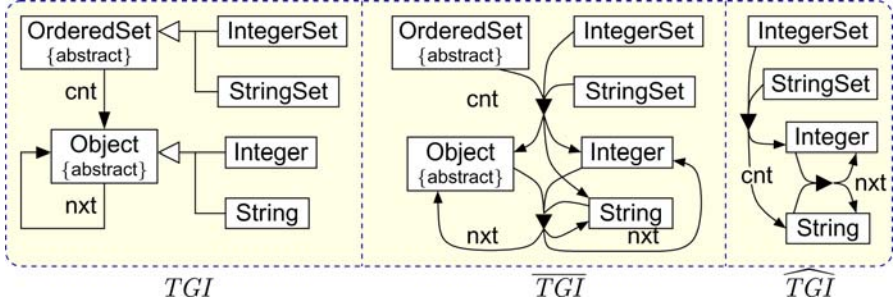 OrderedSet
{abstract}
IntegerSet
StringSet
cnt
Object
{abstract}
Integer
nxt
String
TGI
OrderedSet
{abstract}
IntegerSet
StringSet
cnt
Object
{abstract}
Integer
String
nxt
nxt
TGI
IntegerSet
StringSet
Integer
cnt
nxt
String
TGI